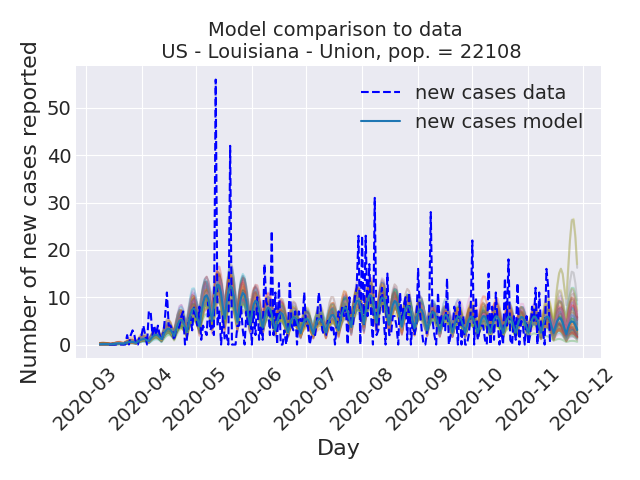 Model comparison to data
US - Louisiana - Union, pop. = 22108
new cases data
new cases model
Number of new cases reported
50
40
30
20
10
0
2020-03
2020-04
2020-05
2020-06
2020-07
2020-08
2020-09
2020-10
2020-11
2020-12
Day